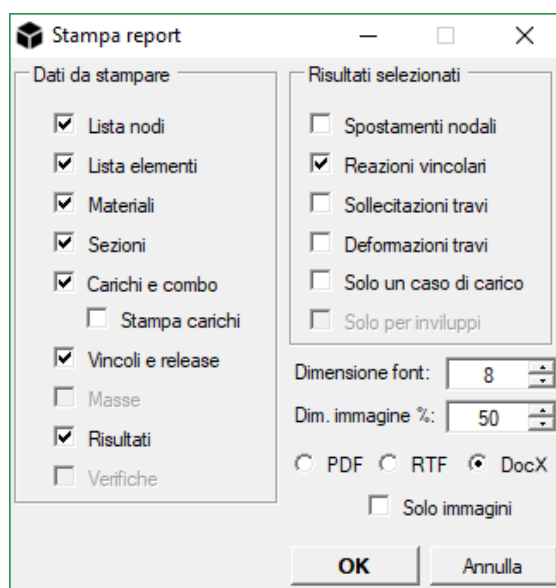 Stampa report
Dati da stampare
Lista nodi
Lista elementi
Materiali
Sezioni
Carichi e combo
Stampa carichi
Vincoli e release
Masse
Risultati
Verifiche
Risultati selezionati
Spostamenti nodali
Reazioni vincolari
Sollecitazioni travi
Deformazioni travi
Solo un caso di carico
Solo per inviluppi
Dimensione font: 8
Dim. immagine %: 50
PDF RTF DocX
Solo immagini
OK Annulla